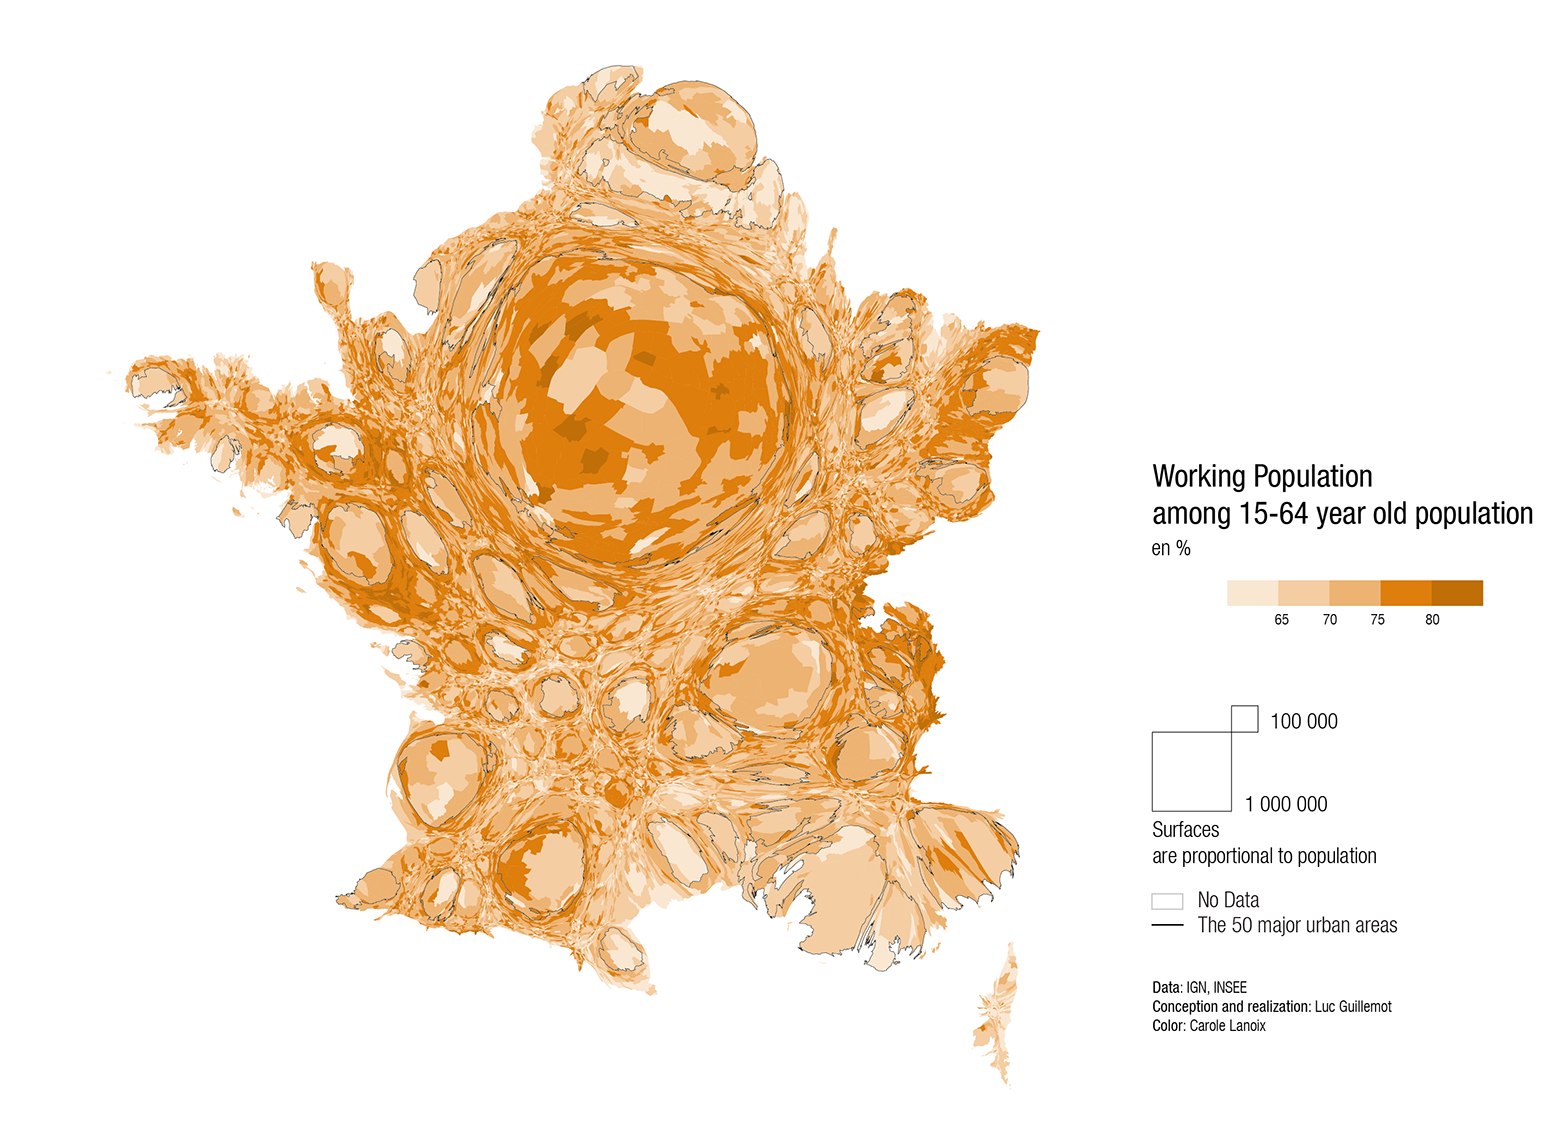 Working Population
among 15-64 year old population
en %
65 70 75 80
100 000
1 000 000
Surfaces
are proportional to population
No Data
The 50 major urban areas
Data: IGN, INSEE
Conception and realization: Luc Guillemot
Color: Carole Lanoix